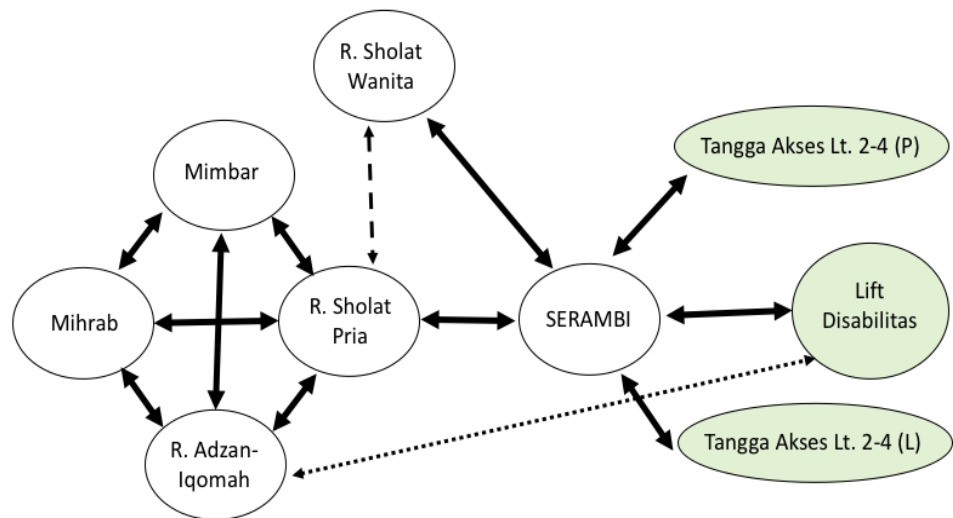 R. Sholat
Wanita
Tangga Akses Lt. 2-4 (P)
Mimbar
Mihrab
R. Sholat
Pria
SERAMBI
Lift
Disabilitas
R. Adzan-
Iqomah
Tangga Akses Lt. 2-4 (L)